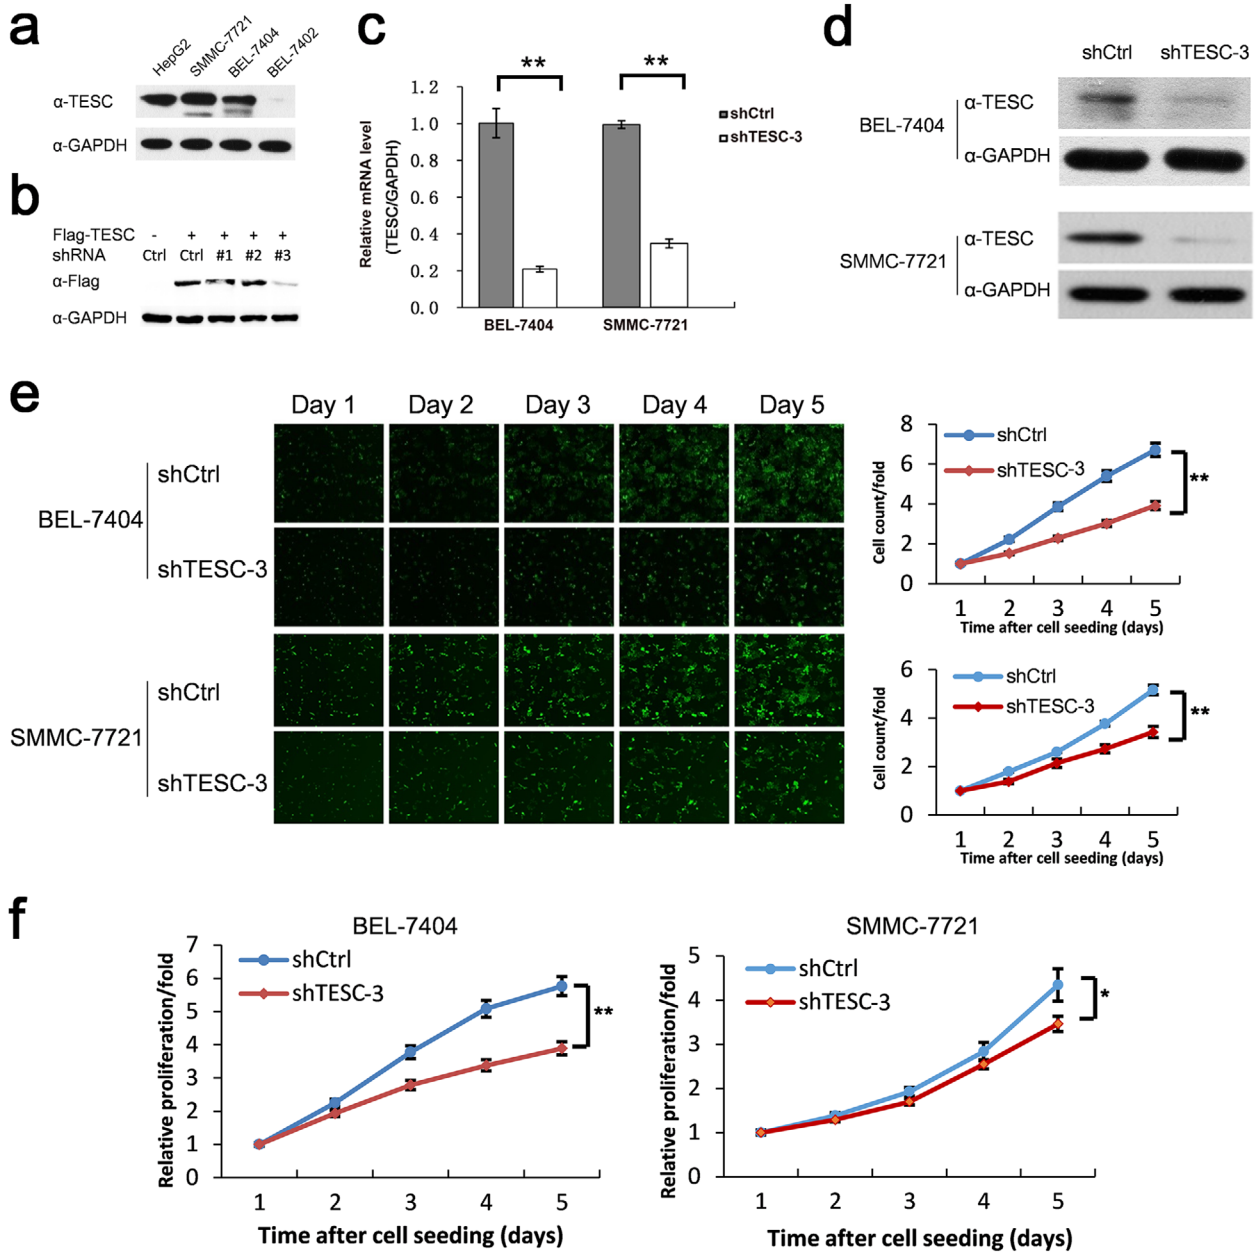 a
HepG2
SMMC-7721
BEL-7404
BEL-7402
α-TESC
α-GAPDH
b
Flag-TESC - + + + +
shRNA Ctrl Ctrl #1 #2 #3
α-Flag
α-GAPDH
c
Relative mRNA level
(TESC/GAPDH)
1.2
1.0
0.8
0.6
0.4
0.2
0.0
** **
shCtrl
shTESC-3
BEL-7404 SMMC-7721
d
shCtrl shTESC-3
BEL-7404
α-TESC
α-GAPDH
SMMC-7721
α-TESC
α-GAPDH
e
Day 1 Day 2 Day 3 Day 4 Day 5
BEL-7404
shCtrl
shTESC-3
SMMC-7721
shCtrl
shTESC-3
Cell count/fold
8
6
4
2
0
shCtrl
shTESC-3
**
1 2 3 4 5
Time after cell seeding (days)
Cell count/fold
6
4
2
0
shCtrl
shTESC-3
**
1 2 3 4 5
Time after cell seeding (days)
f
BEL-7404
Relative proliferation/fold
7
6
5
4
3
2
1
0
shCtrl
shTESC-3
**
1 2 3 4 5
Time after cell seeding (days)
SMMC-7721
Relative proliferation/fold
5
4
3
2
1
0
shCtrl
shTESC-3
*
1 2 3 4 5
Time after cell seeding (days)